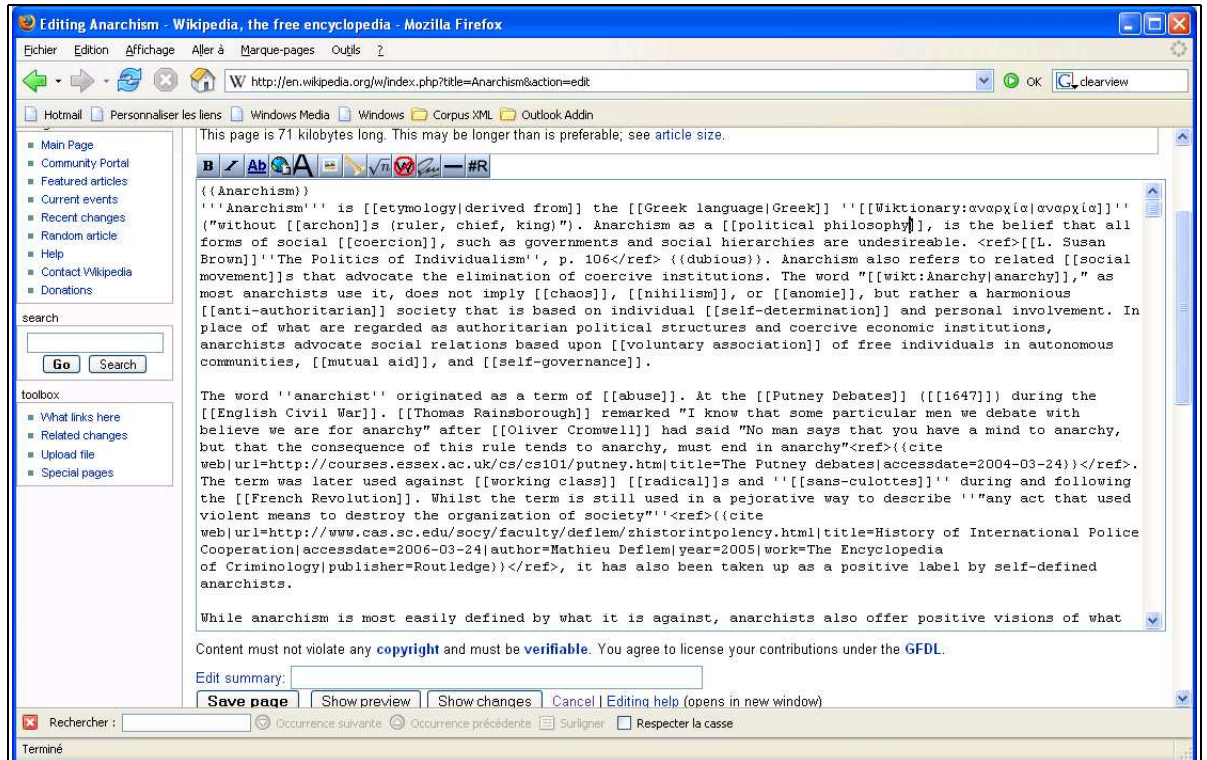 Editing Anarchism - Wikipedia, the free encyclopedia - Mozilla Firefox
Fichier Edition Affichage Aller à Marque-pages Outils ?
W http://en.wikipedia.org/w/index.php?title=Anarchism&action=edit OK G clearview
Hotmail Personnaliser les liens Windows Media Windows Corpus XML Outlook Addin
This page is 71 kilobytes long. This may be longer than is preferable; see article size.
Main Page
Community Portal
Featured articles
Current events
Recent changes
Random article
Help
Contact Wikipedia
Donations
search
Go Search
toolbox
What links here
Related changes
Upload file
Special pages
B I Ab A √n W — #R
{{Anarchism}}
'''Anarchism''' is [[etymology|derived from]] the [[Greek language|Greek]] ''[[Wiktionary:αναρχία|αναρχία]]''
("without [[archon]]s (ruler, chief, king)"). Anarchism as a [[political philosophy]], is the belief that all
forms of social [[coercion]], such as governments and social hierarchies are undesireable. <ref>[[L. Susan
Brown]]''The Politics of Individualism'', p. 106</ref> {{dubious}}. Anarchism also refers to related [[social
movement]]s that advocate the elimination of coercive institutions. The word "[[wikt:Anarchy|anarchy]]," as
most anarchists use it, does not imply [[chaos]], [[nihilism]], or [[anomie]], but rather a harmonious
[[anti-authoritarian]] society that is based on individual [[self-determination]] and personal involvement. In
place of what are regarded as authoritarian political structures and coercive economic institutions,
anarchists advocate social relations based upon [[voluntary association]] of free individuals in autonomous
communities, [[mutual aid]], and [[self-governance]].
The word ''anarchist'' originated as a term of [[abuse]]. At the [[Putney Debates]] ([[1647]]) during the
[[English Civil War]]. [[Thomas Rainsborough]] remarked "I know that some particular men we debate with
believe we are for anarchy" after [[Oliver Cromwell]] had said "No man says that you have a mind to anarchy,
but that the consequence of this rule tends to anarchy, must end in anarchy"<ref>{{cite
web|url=http://courses.essex.ac.uk/cs/cs101/putney.htm|title=The Putney debates|accessdate=2004-03-24}}</ref>.
The term was later used against [[working class]] [[radical]]s and ''[[sans-culottes]]'' during and following
the [[French Revolution]]. Whilst the term is still used in a pejorative way to describe ''"any act that used
violent means to destroy the organization of society"''<ref>{{cite
web|url=http://www.cas.sc.edu/socy/faculty/deflem/zhistorintpolency.html|title=History of International Police
Cooperation|accessdate=2006-03-24|author=Mathieu Deflem|year=2005|work=The Encyclopedia
of Criminology|publisher=Routledge}}</ref>, it has also been taken up as a positive label by self-defined
anarchists.
While anarchism is most easily defined by what it is against, anarchists also offer positive visions of what
Content must not violate any copyright and must be verifiable. You agree to license your contributions under the GFDL.
Edit summary:
Save page Show preview Show changes Cancel | Editing help (opens in new window)
Rechercher : Occurrence suivante Occurrence précédente Surligner Respecter la casse
Terminé